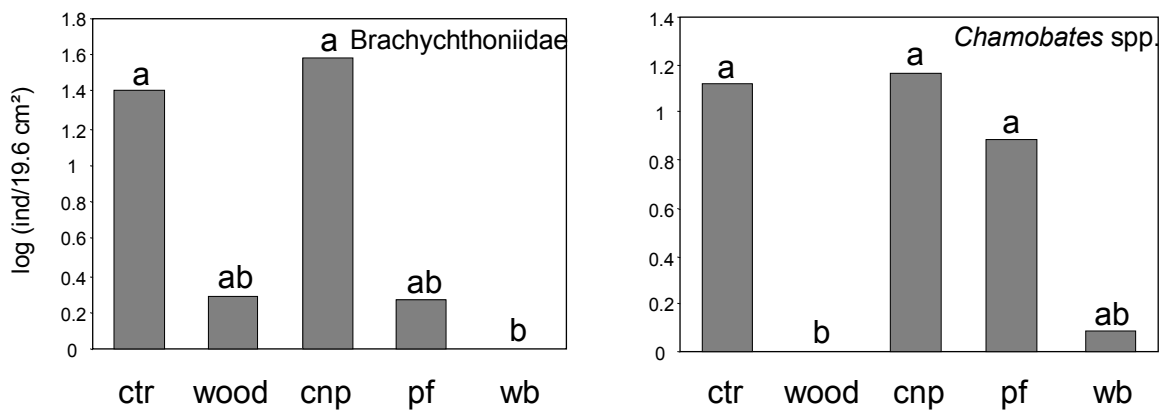 log (ind/19.6 cm²)
1.8
1.6
1.4
1.2
1
0.8
0.6
0.4
0.2
0
Brachychthoniidae
a
ab
a
ab
b
ctr wood cnp pf wb
1.4
1.2
1
0.8
0.6
0.4
0.2
0
Chamobates spp.
a
b
a
a
ab
ctr wood cnp pf wb